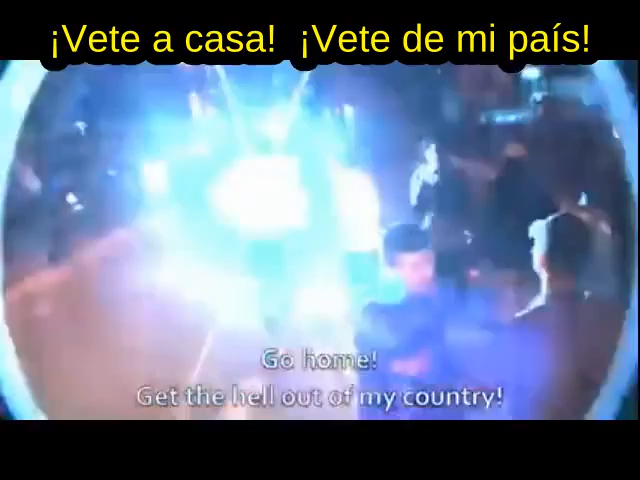 ¡Vete a casa! ¡Vete de mi país!
Go home!
Get the hell out of my country!